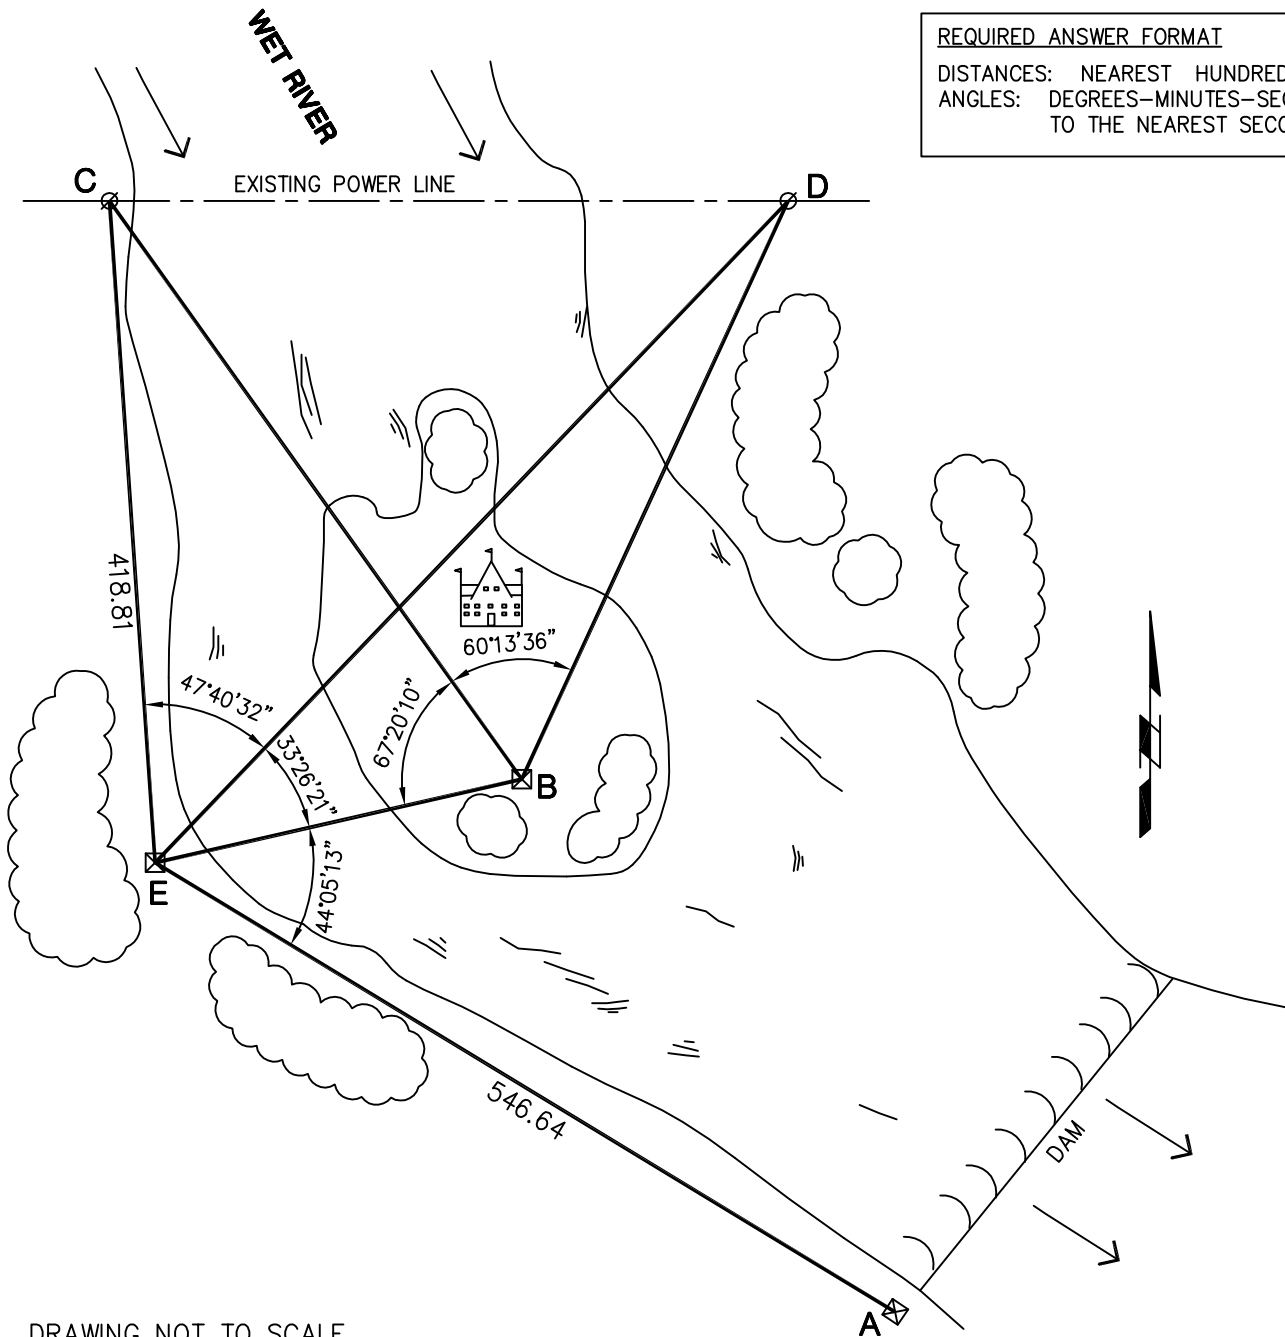 WET RIVER
REQUIRED ANSWER FORMAT
DISTANCES: NEAREST HUNDRED
ANGLES: DEGREES-MINUTES-SEC
TO THE NEAREST SECO
C
EXISTING POWER LINE
D
418.81
60°13'36"
47°40'32"
67°20'10"
33°26'21"
B
E
44°05'13"
N
546.64
DAM
A
DRAWING NOT TO SCALE